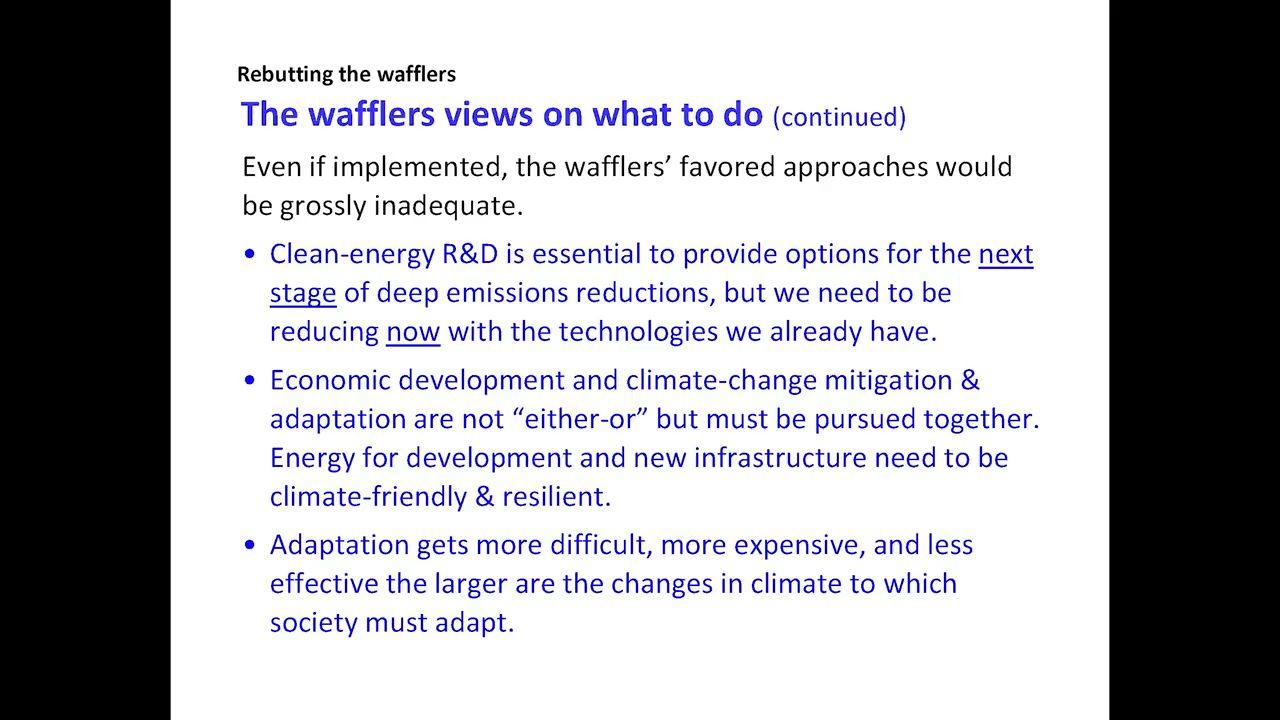 Rebutting the wafflers
The wafflers views on what to do (continued)
Even if implemented, the wafflers’ favored approaches would
be grossly inadequate.
• Clean-energy R&D is essential to provide options for the next
stage of deep emissions reductions, but we need to be
reducing now with the technologies we already have.
• Economic development and climate-change mitigation &
adaptation are not “either-or” but must be pursued together.
Energy for development and new infrastructure need to be
climate-friendly & resilient.
• Adaptation gets more difficult, more expensive, and less
effective the larger are the changes in climate to which
society must adapt.